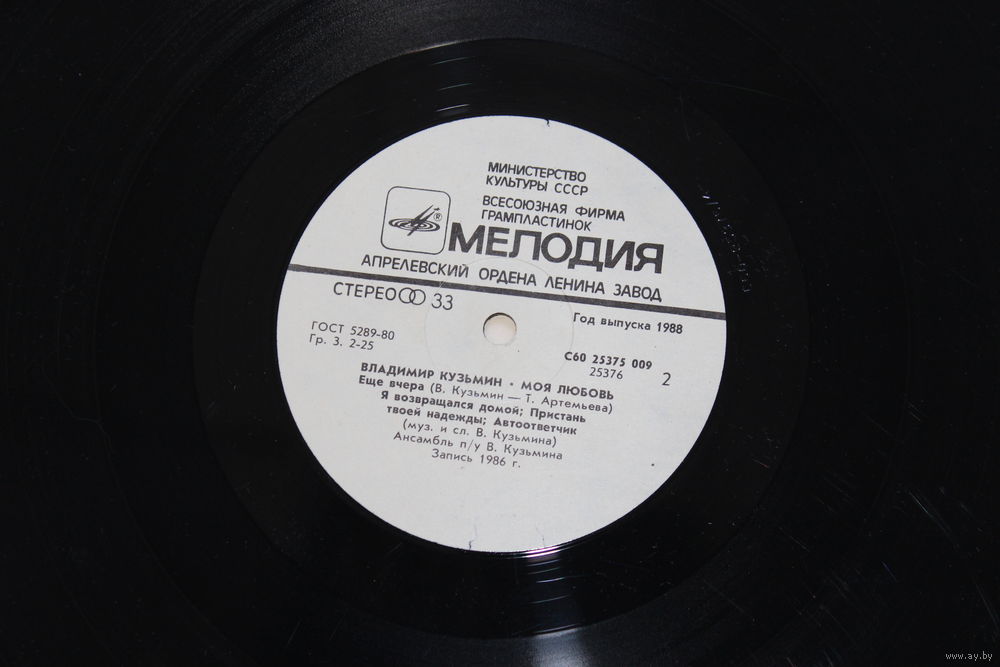 МИНИСТЕРСТВО
КУЛЬТУРЫ СССР
ВСЕСОЮЗНАЯ ФИРМА
ГРАМПЛАСТИНОК
®
МЕЛОДИЯ
АПРЕЛЕВСКИЙ ОРДЕНА ЛЕНИНА ЗАВОД
СТЕРЕО 33
Год выпуска 1988
ГОСТ 5289-80
Гр. 3. 2-25
С60 25375 009
25376
2
ВЛАДИМИР КУЗЬМИН • МОЯ ЛЮБОВЬ
Еще вчера (В. Кузьмин — Т. Артемьева)
Я возвращался домой; Пристань
твоей надежды; Автоответчик
(муз. и сл. В. Кузьмина)
Ансамбль п/у В. Кузьмина
Запись 1986 г.
www.ay.by